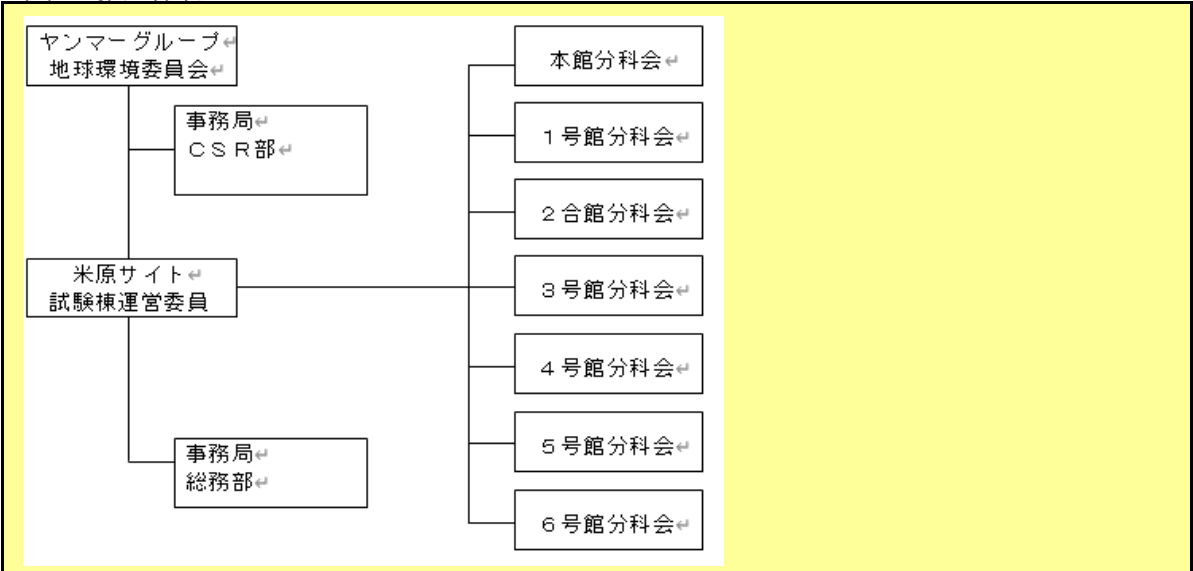 ヤンマーグループ
地球環境委員会
事務局
CSR部
米原サイト
試験棟運営委員
事務局
総務部
本館分科会
1号館分科会
2合館分科会
3号館分科会
4号館分科会
5号館分科会
6号館分科会